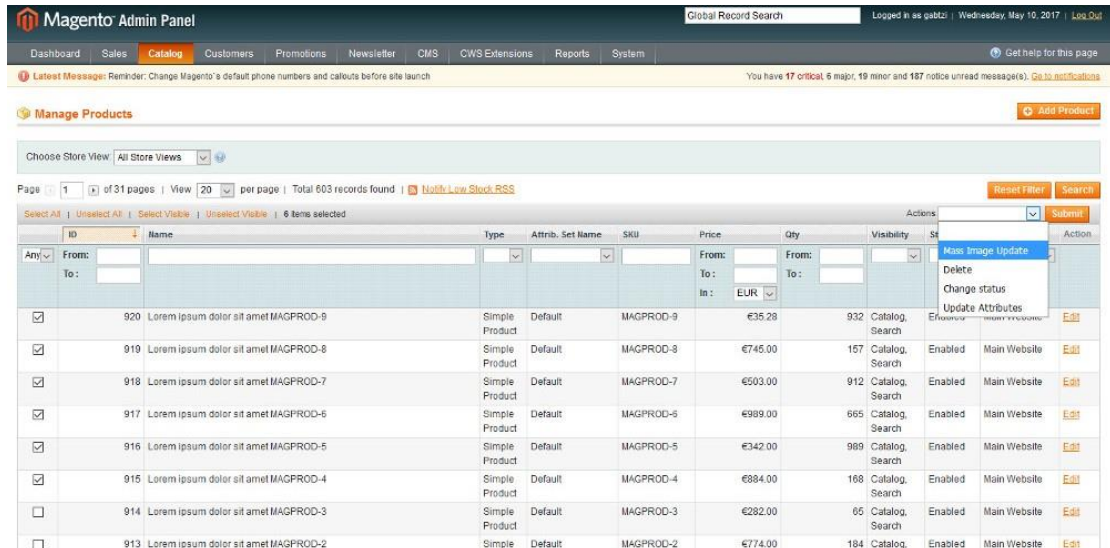 Magento Admin Panel
Global Record Search
Logged in as gabtzi | Wednesday, May 10, 2017 | Log Out
Dashboard Sales Catalog Customers Promotions Newsletter CMS CWS Extensions Reports System Get help for this page
Latest Message: Reminder: Change Magento`s default phone numbers and callouts before site launch You have 17 critical, 6 major, 19 minor and 187 notice unread message(s). Go to notifications
Manage Products Add Product
Choose Store View: All Store Views
Page 1 of 31 pages | View 20 per page | Total 603 records found | Notify Low Stock RSS Reset Filter Search
Select All | Unselect All | Select Visible | Unselect Visible | 6 items selected Actions Submit
ID Name Type Attrib. Set Name SKU Price Qty Visibility St Action
Any From: From: From: Mass Image Update
To : To : To : Delete
In : EUR Change status
Update Attributes
920 Lorem ipsum dolor sit amet MAGPROD-9 Simple Product Default MAGPROD-9 €35.28 932 Catalog, Search Enabled Main Website Edit
919 Lorem ipsum dolor sit amet MAGPROD-8 Simple Product Default MAGPROD-8 €745.00 157 Catalog, Search Enabled Main Website Edit
918 Lorem ipsum dolor sit amet MAGPROD-7 Simple Product Default MAGPROD-7 €503.00 912 Catalog, Search Enabled Main Website Edit
917 Lorem ipsum dolor sit amet MAGPROD-6 Simple Product Default MAGPROD-6 €989.00 665 Catalog, Search Enabled Main Website Edit
916 Lorem ipsum dolor sit amet MAGPROD-5 Simple Product Default MAGPROD-5 €342.00 989 Catalog, Search Enabled Main Website Edit
915 Lorem ipsum dolor sit amet MAGPROD-4 Simple Product Default MAGPROD-4 €884.00 168 Catalog, Search Enabled Main Website Edit
914 Lorem ipsum dolor sit amet MAGPROD-3 Simple Product Default MAGPROD-3 €282.00 65 Catalog, Search Enabled Main Website Edit
913 Lorem ipsum dolor sit amet MAGPROD-2 Simple Default MAGPROD-2 €774.00 184 Catalog, Enabled Main Website Edit